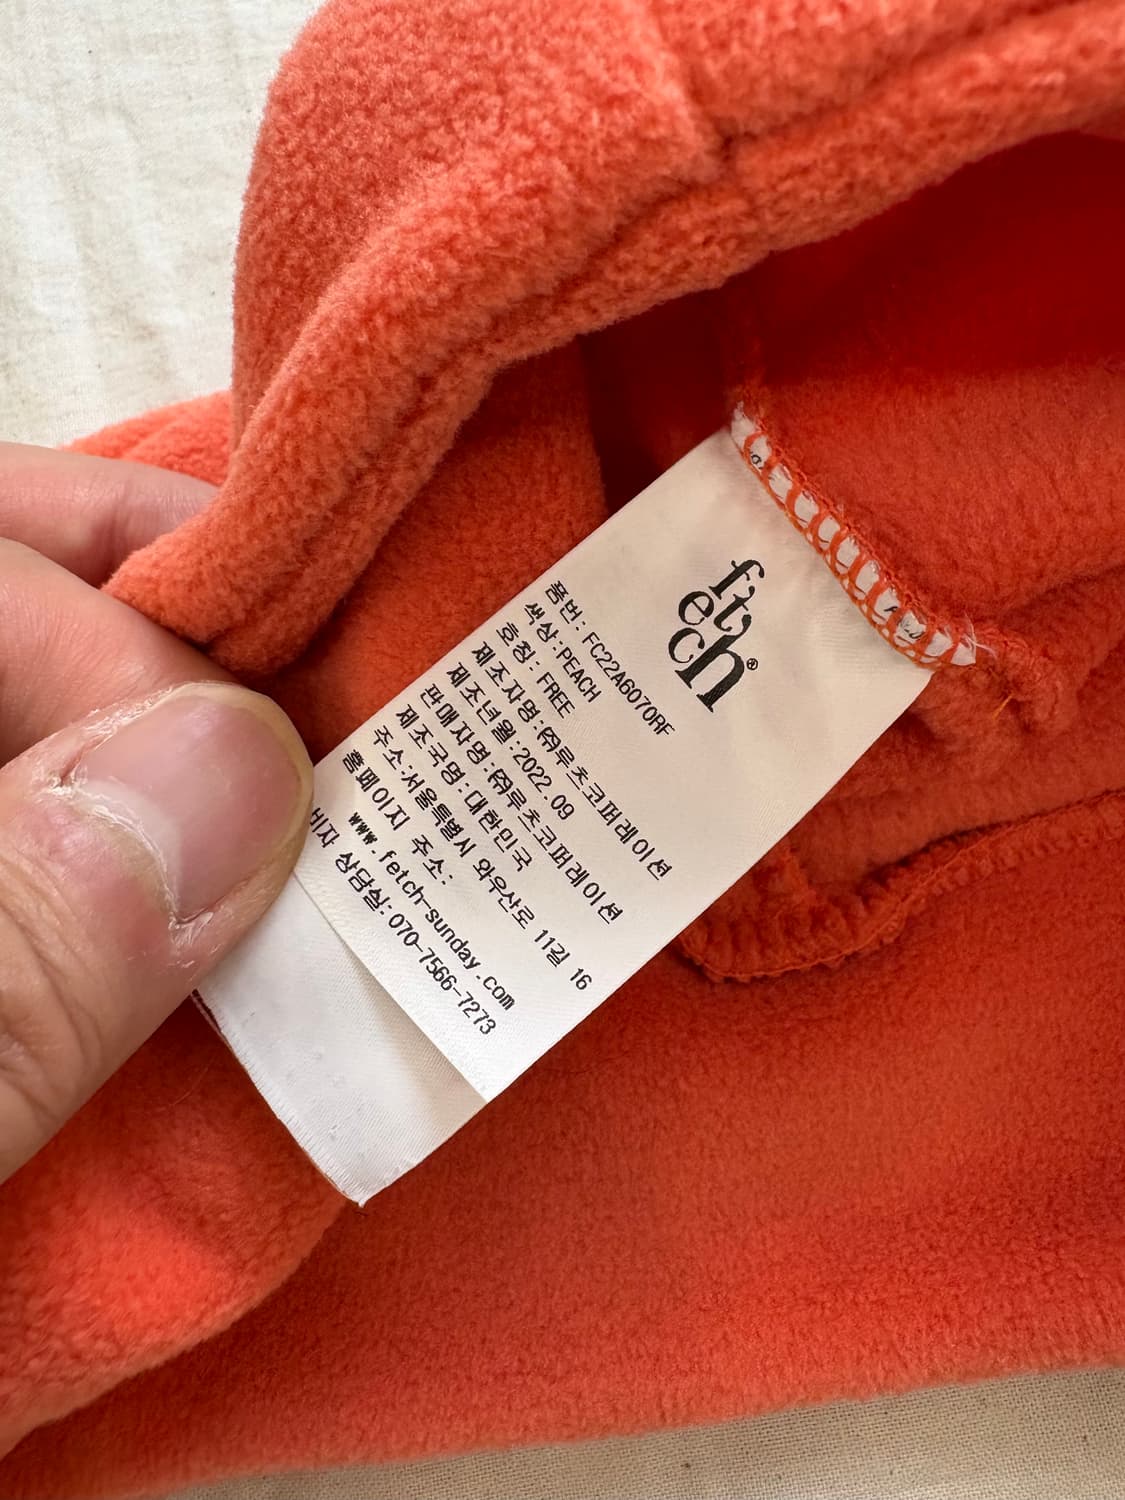 fetch®
품번: FC22A6070RF
색상:PEACH
호칭: FREE
제조자명:㈜루츠코퍼레이션
제조년월:2022.09
판매자명:㈜루츠코퍼레이션
제조국명:대한민국
주소:서울특별시 와우산로 11길 16
홈페이지 주소:
www.fetch-sunday.com
비자 상담실: 070-7566-7273